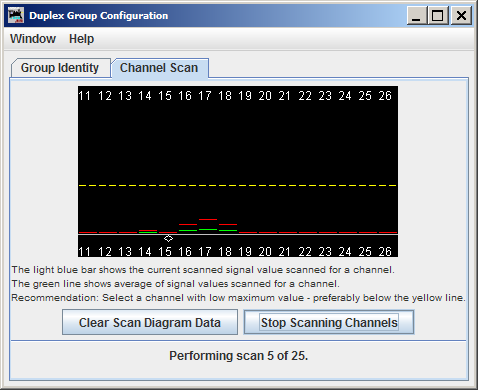 Duplex Group Configuration
Window Help
Group Identity Channel Scan
11 12 13 14 15 16 17 18 19 20 21 22 23 24 25 26
11 12 13 14 15 16 17 18 19 20 21 22 23 24 25 26
The light blue bar shows the current scanned signal value scanned for a channel.
The green line shows average of signal values scanned for a channel.
Recommendation: Select a channel with low maximum value - preferably below the yellow line.
Clear Scan Diagram Data Stop Scanning Channels
Performing scan 5 of 25.